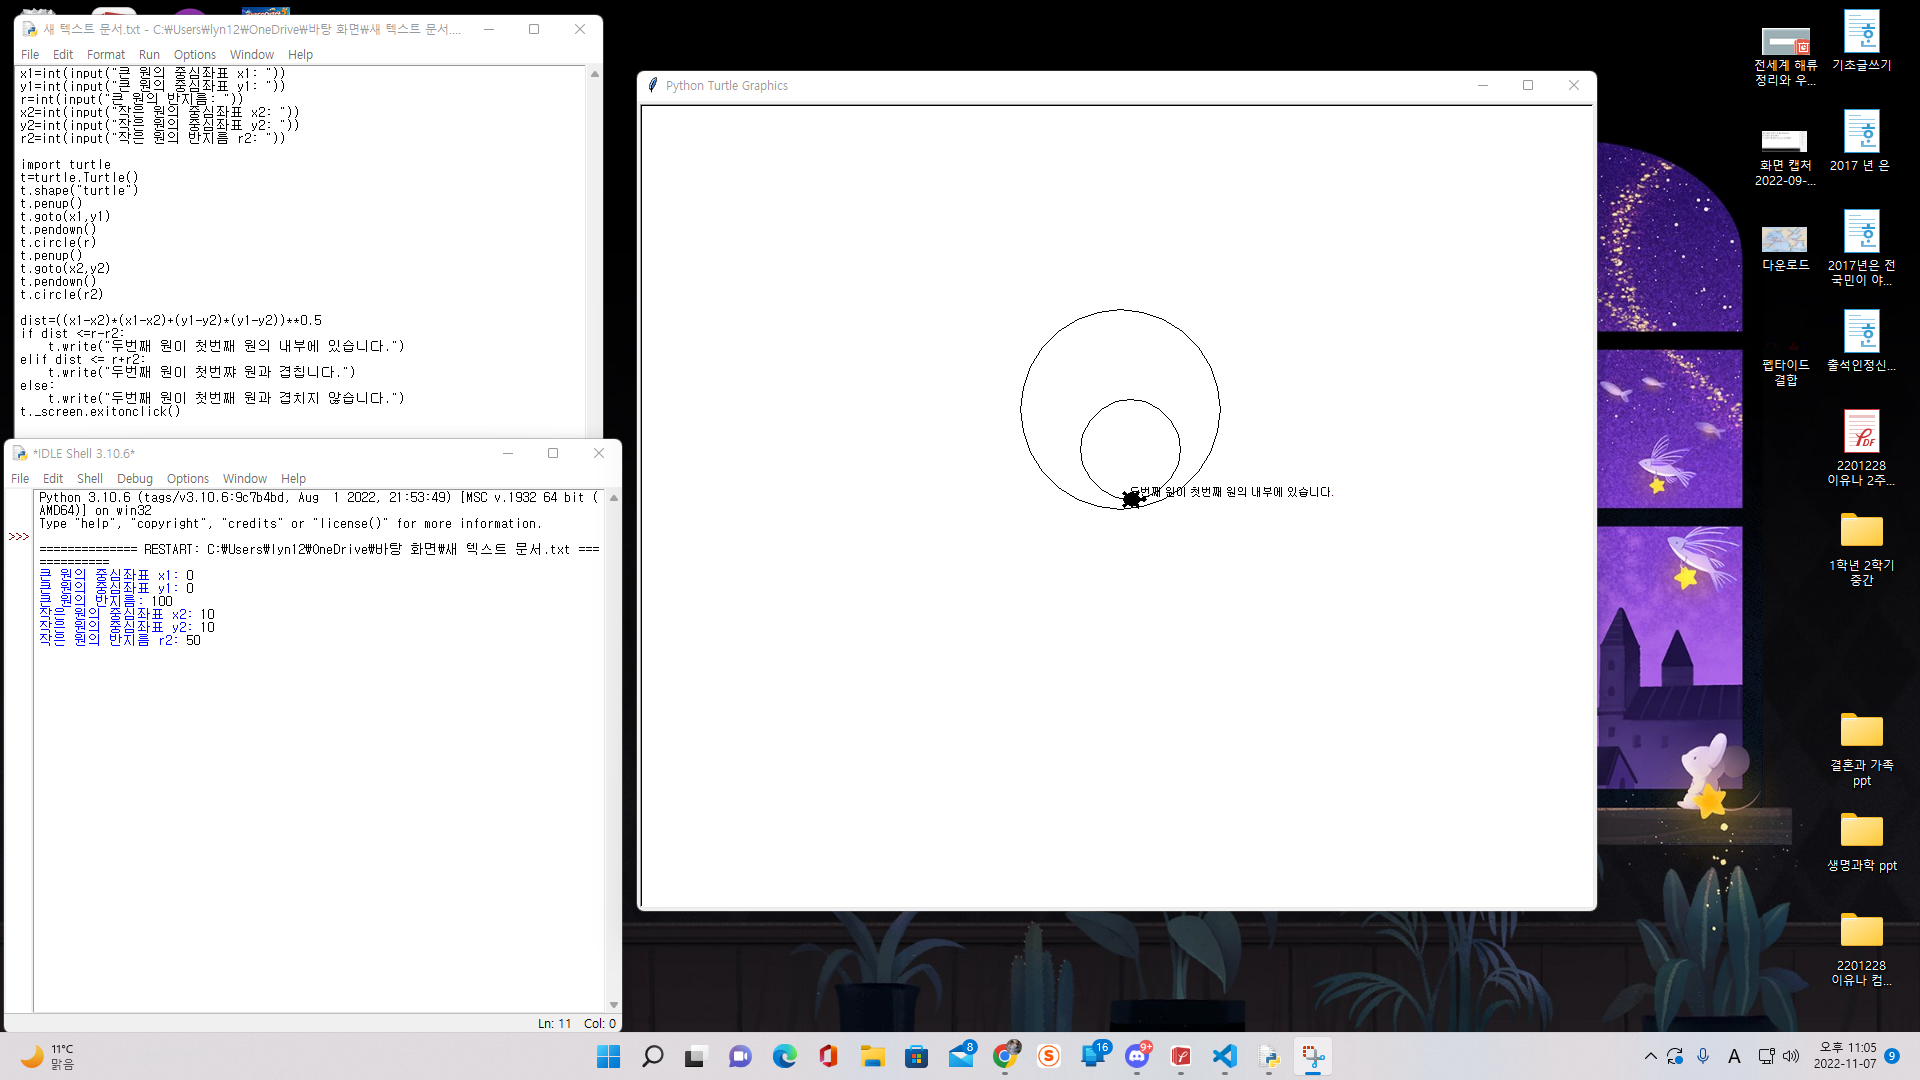 새 텍스트 문서.txt - C:₩Users₩lyn12₩OneDrive₩바탕 화면₩새 텍스트 문서....
File Edit Format Run Options Window Help
x1=int(input("큰 원의 중심좌표 x1: "))
y1=int(input("큰 원의 중심좌표 y1: "))
r=int(input("큰 원의 반지름: "))
x2=int(input("작은 원의 중심좌표 x2: "))
y2=int(input("작은 원의 중심좌표 y2: "))
r2=int(input("작은 원의 반지름 r2: "))
import turtle
t=turtle.Turtle()
t.shape("turtle")
t.penup()
t.goto(x1,y1)
t.pendown()
t.circle(r)
t.penup()
t.goto(x2,y2)
t.pendown()
t.circle(r2)
dist=((x1-x2)*(x1-x2)+(y1-y2)*(y1-y2))**0.5
if dist <=r-r2:
    t.write("두번째 원이 첫번째 원의 내부에 있습니다.")
elif dist <= r+r2:
    t.write("두번째 원이 첫번쨰 원과 겹칩니다.")
else:
    t.write("두번째 원이 첫번째 원과 겹치지 않습니다.")
t._screen.exitonclick()
*IDLE Shell 3.10.6*
File Edit Shell Debug Options Window Help
Python 3.10.6 (tags/v3.10.6:9c7b4bd, Aug  1 2022, 21:53:49) [MSC v.1932 64 bit (
AMD64)] on win32
Type "help", "copyright", "credits" or "license()" for more information.
>>>
============== RESTART: C:₩Users₩lyn12₩OneDrive₩바탕 화면₩새 텍스트 문서.txt ===
==========
큰 원의 중심좌표 x1: 0
큰 원의 중심좌표 y1: 0
큰 원의 반지름: 100
작은 원의 중심좌표 x2: 10
작은 원의 중심좌표 y2: 10
작은 원의 반지름 r2: 50
Ln: 11 Col: 0
Python Turtle Graphics
두번째 원이 첫번째 원의 내부에 있습니다.
전세계 해류
정리와 우...
기초글쓰기
화면 캡처
2022-09-...
2017 년 은
다운로드
2017년은 전
국민이 야...
펩타이드
결합
출석인정신...
2201228
이유나 2주...
1학년 2학기
중간
결혼과 가족
ppt
생명과학 ppt
2201228
이유나 컴...
11°C
맑음
8
16
9+
A
오후 11:05
2022-11-07
9